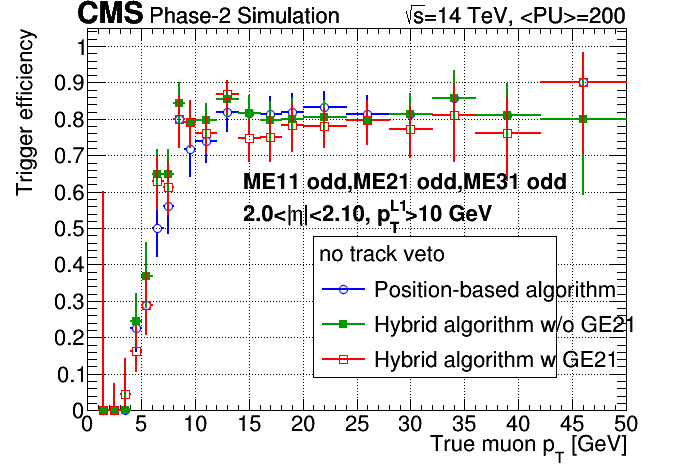 CMS Phase-2 Simulation √s=14 TeV, <PU>=200
Trigger efficiency
1
0.9
0.8
0.7
0.6
0.5
0.4
0.3
0.2
0.1
0
ME11 odd,ME21 odd,ME31 odd
2.0<|η|<2.10, p_T^L1>10 GeV
no track veto
Position-based algorithm
Hybrid algorithm w/o GE21
Hybrid algorithm w GE21
0 5 10 15 20 25 30 35 40 45 50
True muon p_T [GeV]